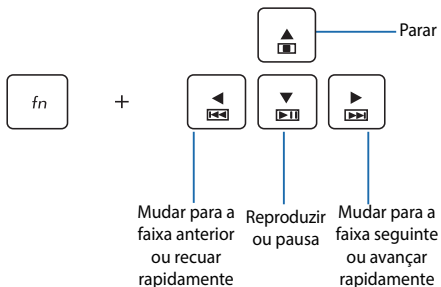 Parar
fn
+
Mudar para a
faixa anterior
ou recuar
rapidamente
Reproduzir
ou pausa
Mudar para a
faixa seguinte
ou avançar
rapidamente